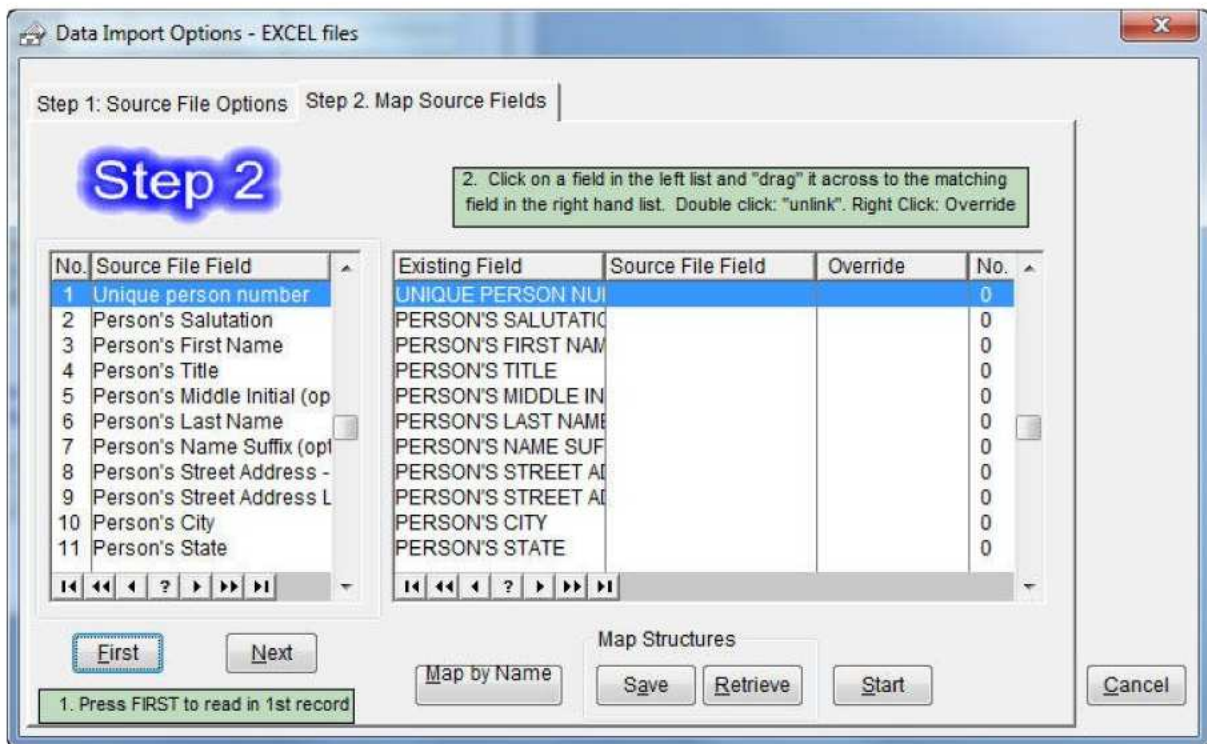 Data Import Options - EXCEL files
Step 1: Source File Options Step 2. Map Source Fields
Step 2
2. Click on a field in the left list and "drag" it across to the matching
field in the right hand list. Double click: "unlink". Right Click: Override
No. Source File Field
1 Unique person number
2 Person's Salutation
3 Person's First Name
4 Person's Title
5 Person's Middle Initial (op
6 Person's Last Name
7 Person's Name Suffix (opt
8 Person's Street Address -
9 Person's Street Address L
10 Person's City
11 Person's State
Existing Field Source File Field Override No.
UNIQUE PERSON NUI 0
PERSON'S SALUTATIO 0
PERSON'S FIRST NAM 0
PERSON'S TITLE 0
PERSON'S MIDDLE IN 0
PERSON'S LAST NAME 0
PERSON'S NAME SUF 0
PERSON'S STREET AD 0
PERSON'S STREET AD 0
PERSON'S CITY 0
PERSON'S STATE 0
?
?
First Next
1. Press FIRST to read in 1st record
Map by Name
Map Structures
Save Retrieve
Start
Cancel